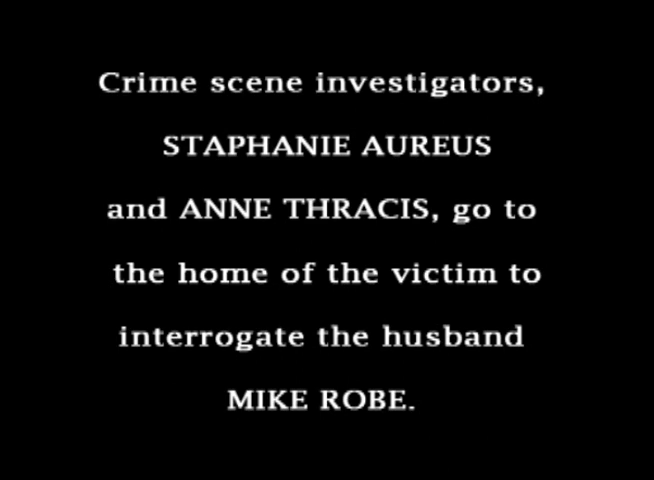 Crime scene investigators,
STAPHANIE AUREUS
and ANNE THRACIS, go to
the home of the victim to
interrogate the husband
MIKE ROBE.